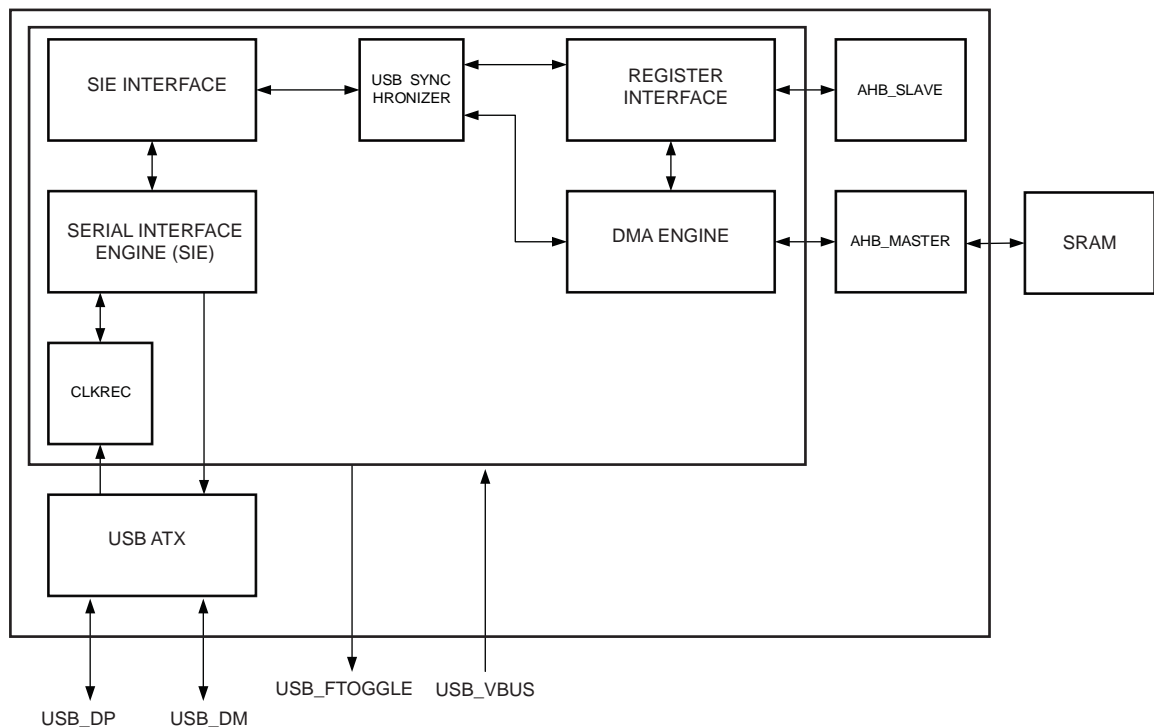 SIE INTERFACE
USB SYNC
HRONIZER
REGISTER
INTERFACE
AHB_SLAVE
SERIAL INTERFACE
ENGINE (SIE)
DMA ENGINE
AHB_MASTER
SRAM
CLKREC
USB ATX
USB_FTOGGLE
USB_VBUS
USB_DP
USB_DM